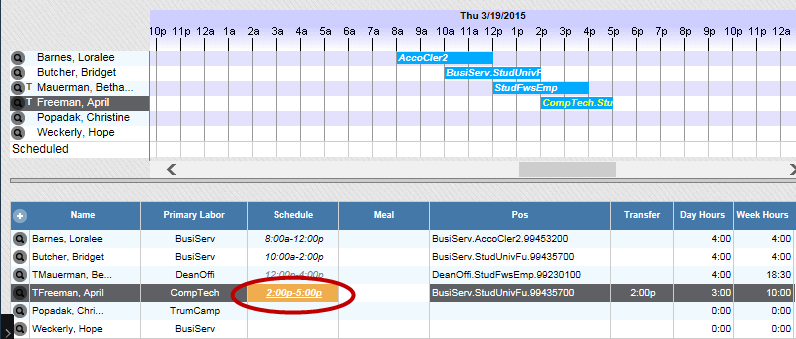 Thu 3/19/2015
10p 11p 12a 1a 2a 3a 4a 5a 6a 7a 8a 9a 10a 11a 12p 1p 2p 3p 4p 5p 6p 7p 8p 9p 10p 11p 12a
Barnes, Loralee AccoCler2
Butcher, Bridget BusiServ.StudUnivF
T Mauerman, Betha... StudFwsEmp
T Freeman, April CompTech.Stu
Popadak, Christine
Weckerly, Hope
Scheduled
Name Primary Labor Schedule Meal Pos Transfer Day Hours Week Hours
Barnes, Loralee BusiServ 8:00a-12:00p BusiServ.AccoCler2.99453200 4:00 4:00
Butcher, Bridget BusiServ 10:00a-2:00p BusiServ.StudUnivFu.99435700 4:00 4:00
TMauerman, Be... DeanOffi 12:00p-4:00p DeanOffi.StudFwsEmp.99230100 4:00 18:30
TFreeman, April CompTech 2:00p-5:00p BusiServ.StudUnivFu.99435700 2:00p 3:00 10:00
Popadak, Chri... TrumCamp 0:00 0:00
Weckerly, Hope BusiServ 0:00 0:00